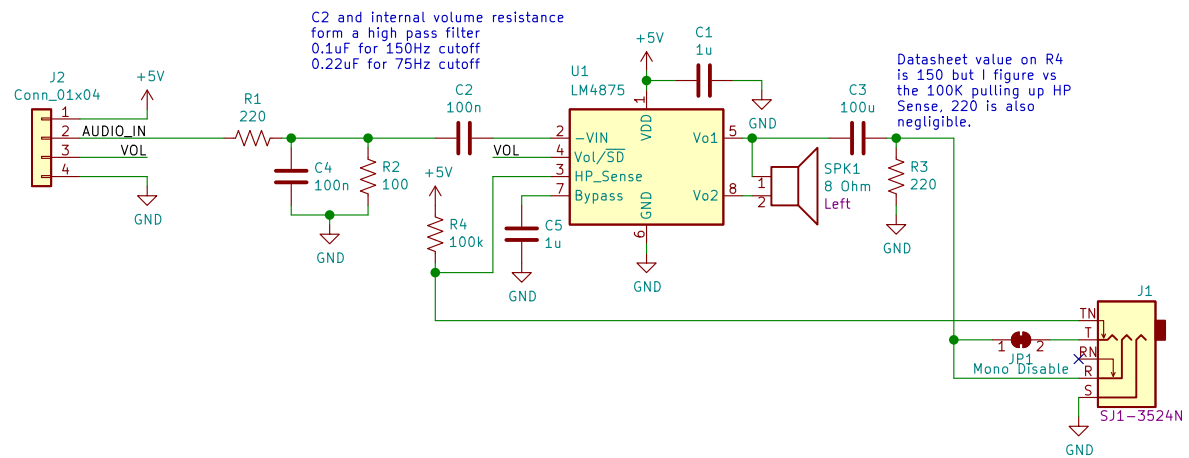 C2 and internal volume resistance
form a high pass filter
0.1uF for 150Hz cutoff
0.22uF for 75Hz cutoff
Datasheet value on R4
is 150 but I figure vs
the 100K pulling up HP
Sense, 220 is also
negligible.
J2
Conn_01x04
1
2
3
4
+5V
AUDIO_IN
VOL
GND
R1
220
C4
100n
R2
100
GND
C2
100n
VOL
+5V
R4
100k
C5
1u
GND
U1
LM4875
2
-VIN
4
Vol/SD
3
HP_Sense
7
Bypass
1
VDD
GND
6
Vo1
5
Vo2
8
GND
+5V
C1
1u
GND
1
2
SPK1
8 Ohm
Left
C3
100u
R3
220
GND
J1
TN
T
RN
R
S
SJ1-3524N
1
2
JP1
Mono Disable
GND